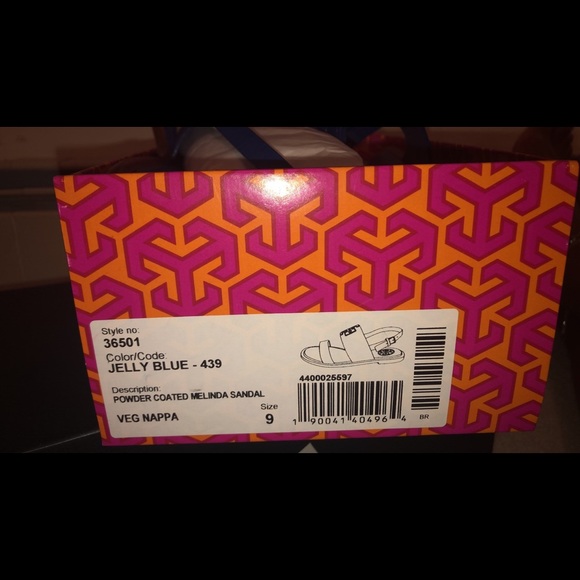 Style no:
36501
Color/Code
JELLY BLUE - 439
Description:
POWDER COATED MELINDA SANDAL
VEG NAPPA
Size
9
4400025597
1 90041 40496 4
BR